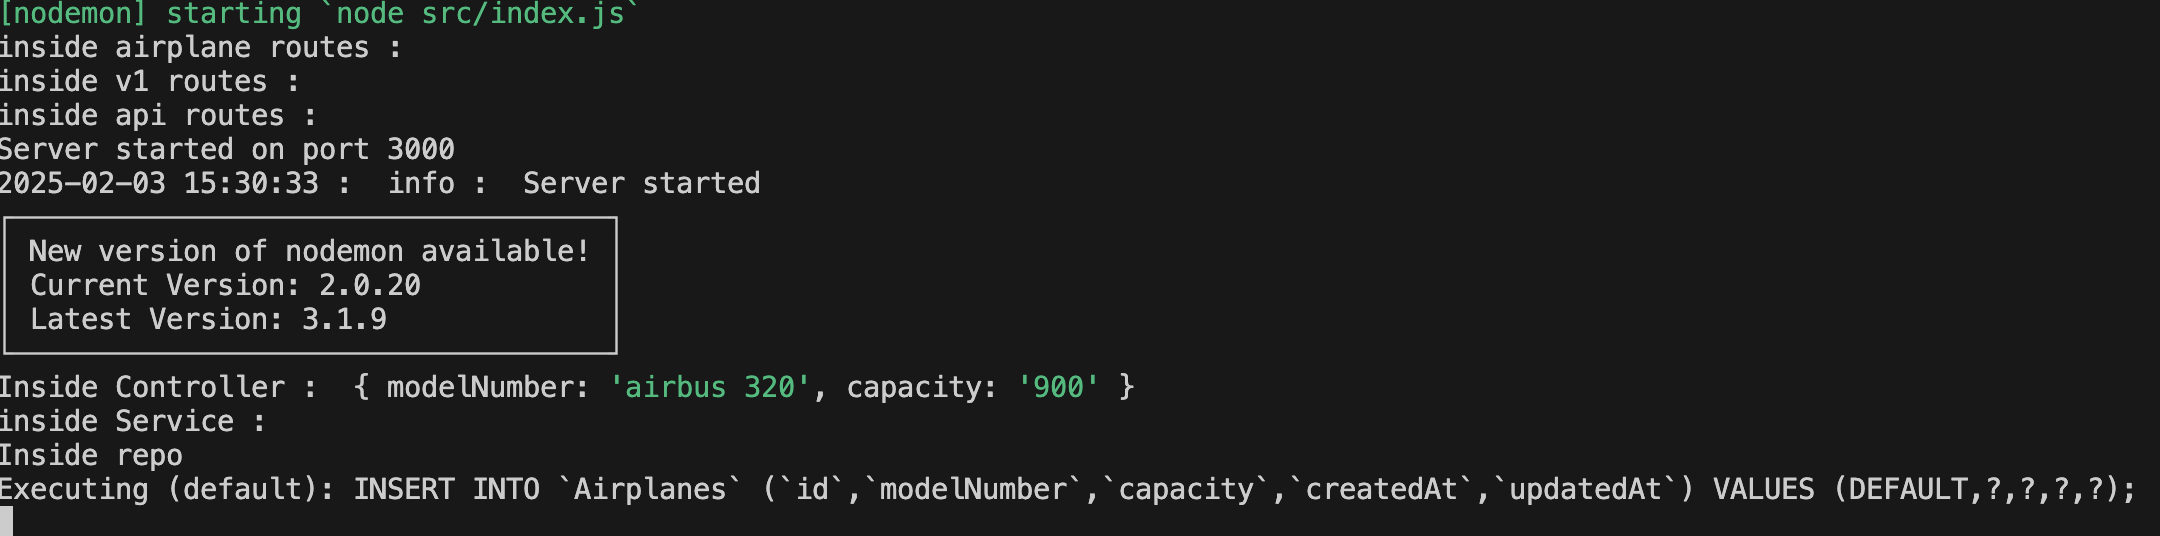 [nodemon] starting `node src/index.js`
inside airplane routes :
inside v1 routes :
inside api routes :
Server started on port 3000
2025-02-03 15:30:33 :  info :  Server started
New version of nodemon available!
Current Version: 2.0.20
Latest Version: 3.1.9
Inside Controller :  { modelNumber: 'airbus 320', capacity: '900' }
inside Service :
Inside repo
Executing (default): INSERT INTO `Airplanes` (`id`,`modelNumber`,`capacity`,`createdAt`,`updatedAt`) VALUES (DEFAULT,?,?,?,?);